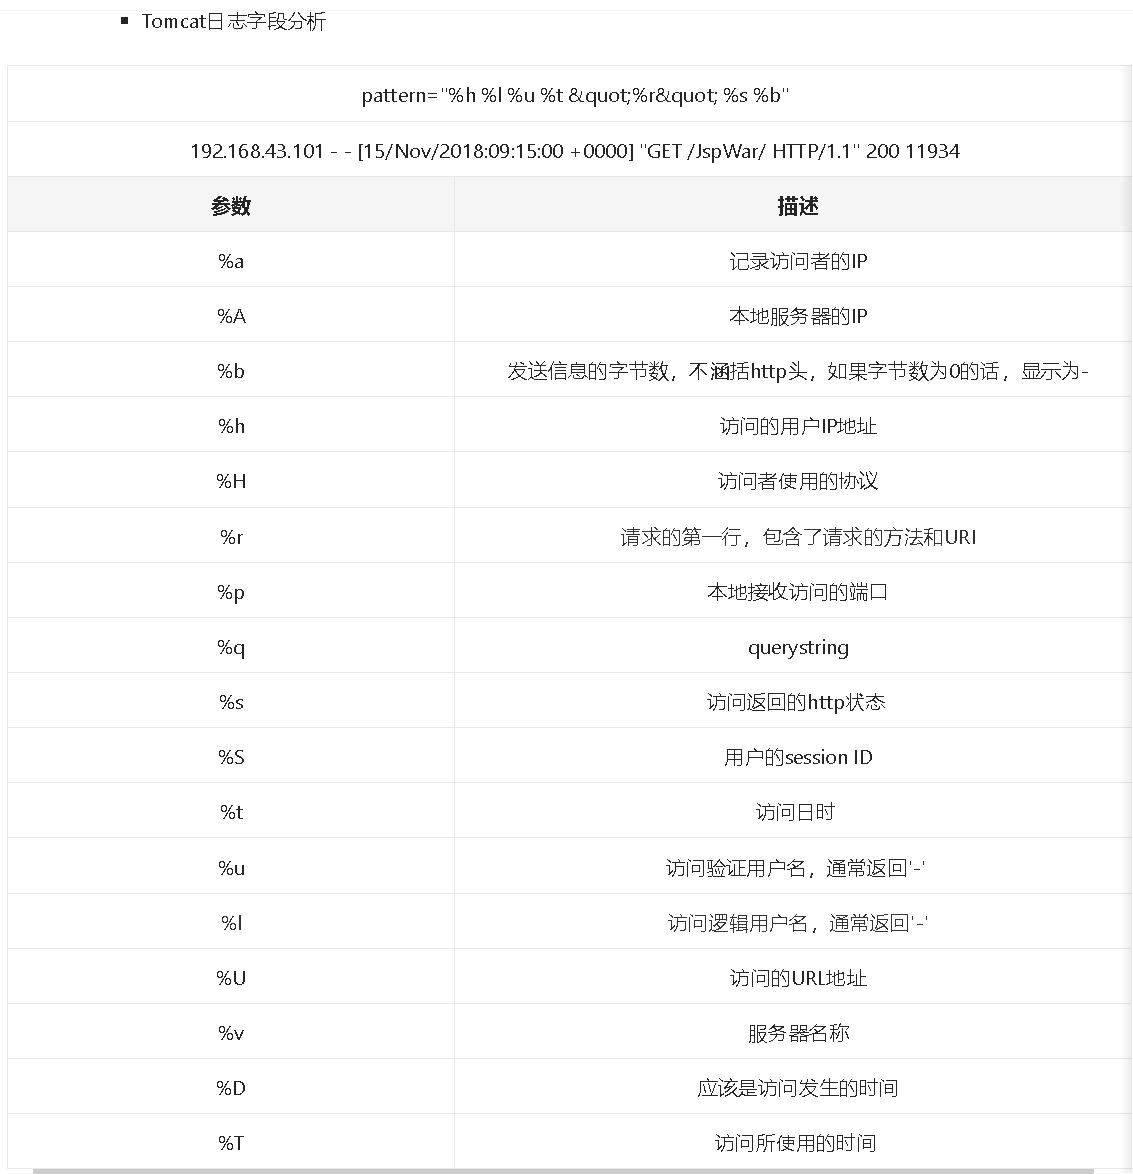 ▪ Tomcat日志字段分析
pattern="%h %l %u %t &quot;%r&quot; %s %b"
192.168.43.101 - - [15/Nov/2018:09:15:00 +0000] "GET /JspWar/ HTTP/1.1" 200 11934
参数 描述
%a 记录访问者的IP
%A 本地服务器的IP
%b 发送信息的字节数，不涵括http头，如果字节数为0的话，显示为-
%h 访问的用户IP地址
%H 访问者使用的协议
%r 请求的第一行，包含了请求的方法和URI
%p 本地接收访问的端口
%q querystring
%s 访问返回的http状态
%S 用户的session ID
%t 访问日时
%u 访问验证用户名，通常返回'-'
%l 访问逻辑用户名，通常返回'-'
%U 访问的URL地址
%v 服务器名称
%D 应该是访问发生的时间
%T 访问所使用的时间